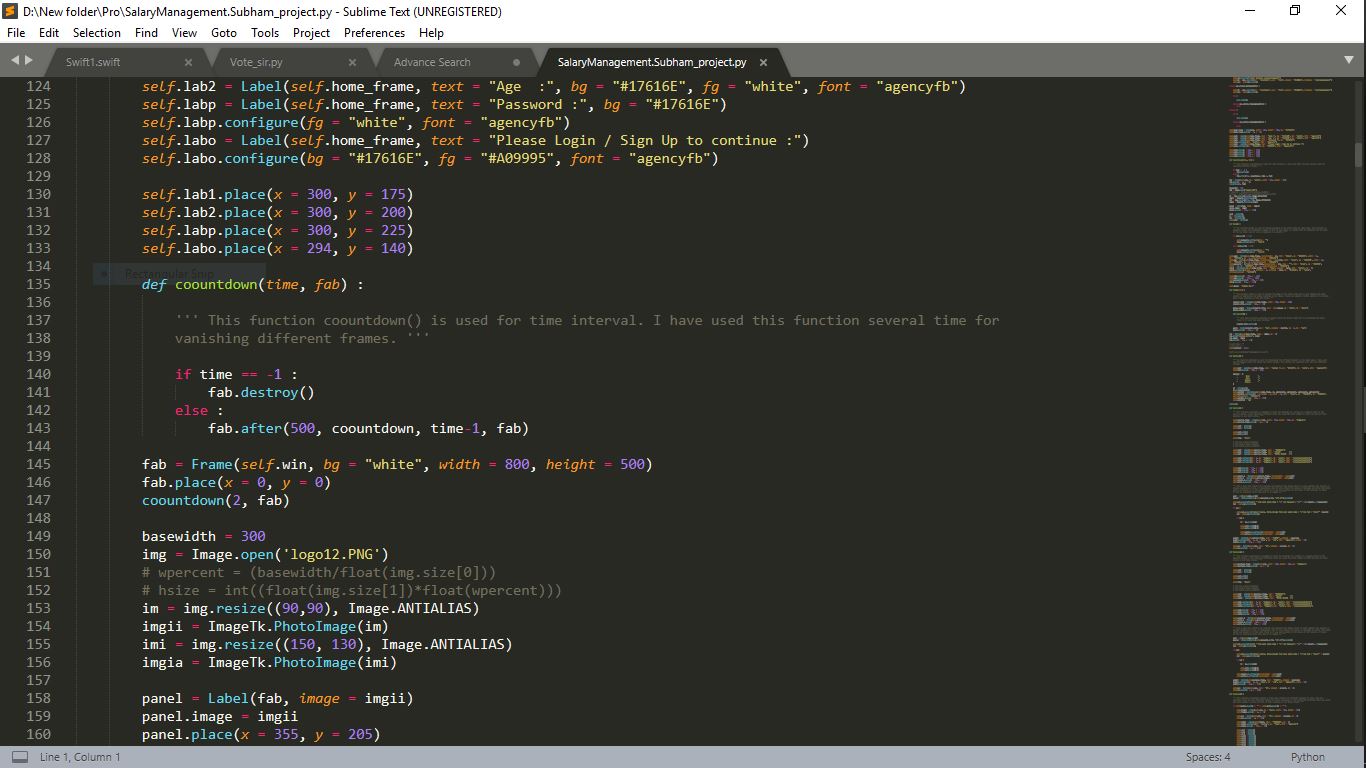 D:\New folder\Pro\SalaryManagement.Subham_project.py - Sublime Text (UNREGISTERED)
File Edit Selection Find View Goto Tools Project Preferences Help
Swift1.swift Vote_sir.py Advance Search SalaryManagement.Subham_project.py
124 self.lab2 = Label(self.home_frame, text = "Age  :", bg = "#17616E", fg = "white", font = "agencyfb")
125 self.labp = Label(self.home_frame, text = "Password :", bg = "#17616E")
126 self.labp.configure(fg = "white", font = "agencyfb")
127 self.labo = Label(self.home_frame, text = "Please Login / Sign Up to continue :")
128 self.labo.configure(bg = "#17616E", fg = "#A09995", font = "agencyfb")
129
130 self.lab1.place(x = 300, y = 175)
131 self.lab2.place(x = 300, y = 200)
132 self.labp.place(x = 300, y = 225)
133 self.labo.place(x = 294, y = 140)
134
Rectangular Snip
135 def coountdown(time, fab) :
136
137 ''' This function coountdown() is used for time interval. I have used this function several time for
138 vanishing different frames. '''
139
140 if time == -1 :
141 fab.destroy()
142 else :
143 fab.after(500, coountdown, time-1, fab)
144
145 fab = Frame(self.win, bg = "white", width = 800, height = 500)
146 fab.place(x = 0, y = 0)
147 coountdown(2, fab)
148
149 basewidth = 300
150 img = Image.open('logo12.PNG')
151 # wpercent = (basewidth/float(img.size[0]))
152 # hsize = int((float(img.size[1])*float(wpercent)))
153 im = img.resize((90,90), Image.ANTIALIAS)
154 imgii = ImageTk.PhotoImage(im)
155 imi = img.resize((150, 130), Image.ANTIALIAS)
156 imgia = ImageTk.PhotoImage(imi)
157
158 panel = Label(fab, image = imgii)
159 panel.image = imgii
160 panel.place(x = 355, y = 205)
Line 1, Column 1 Spaces: 4 Python